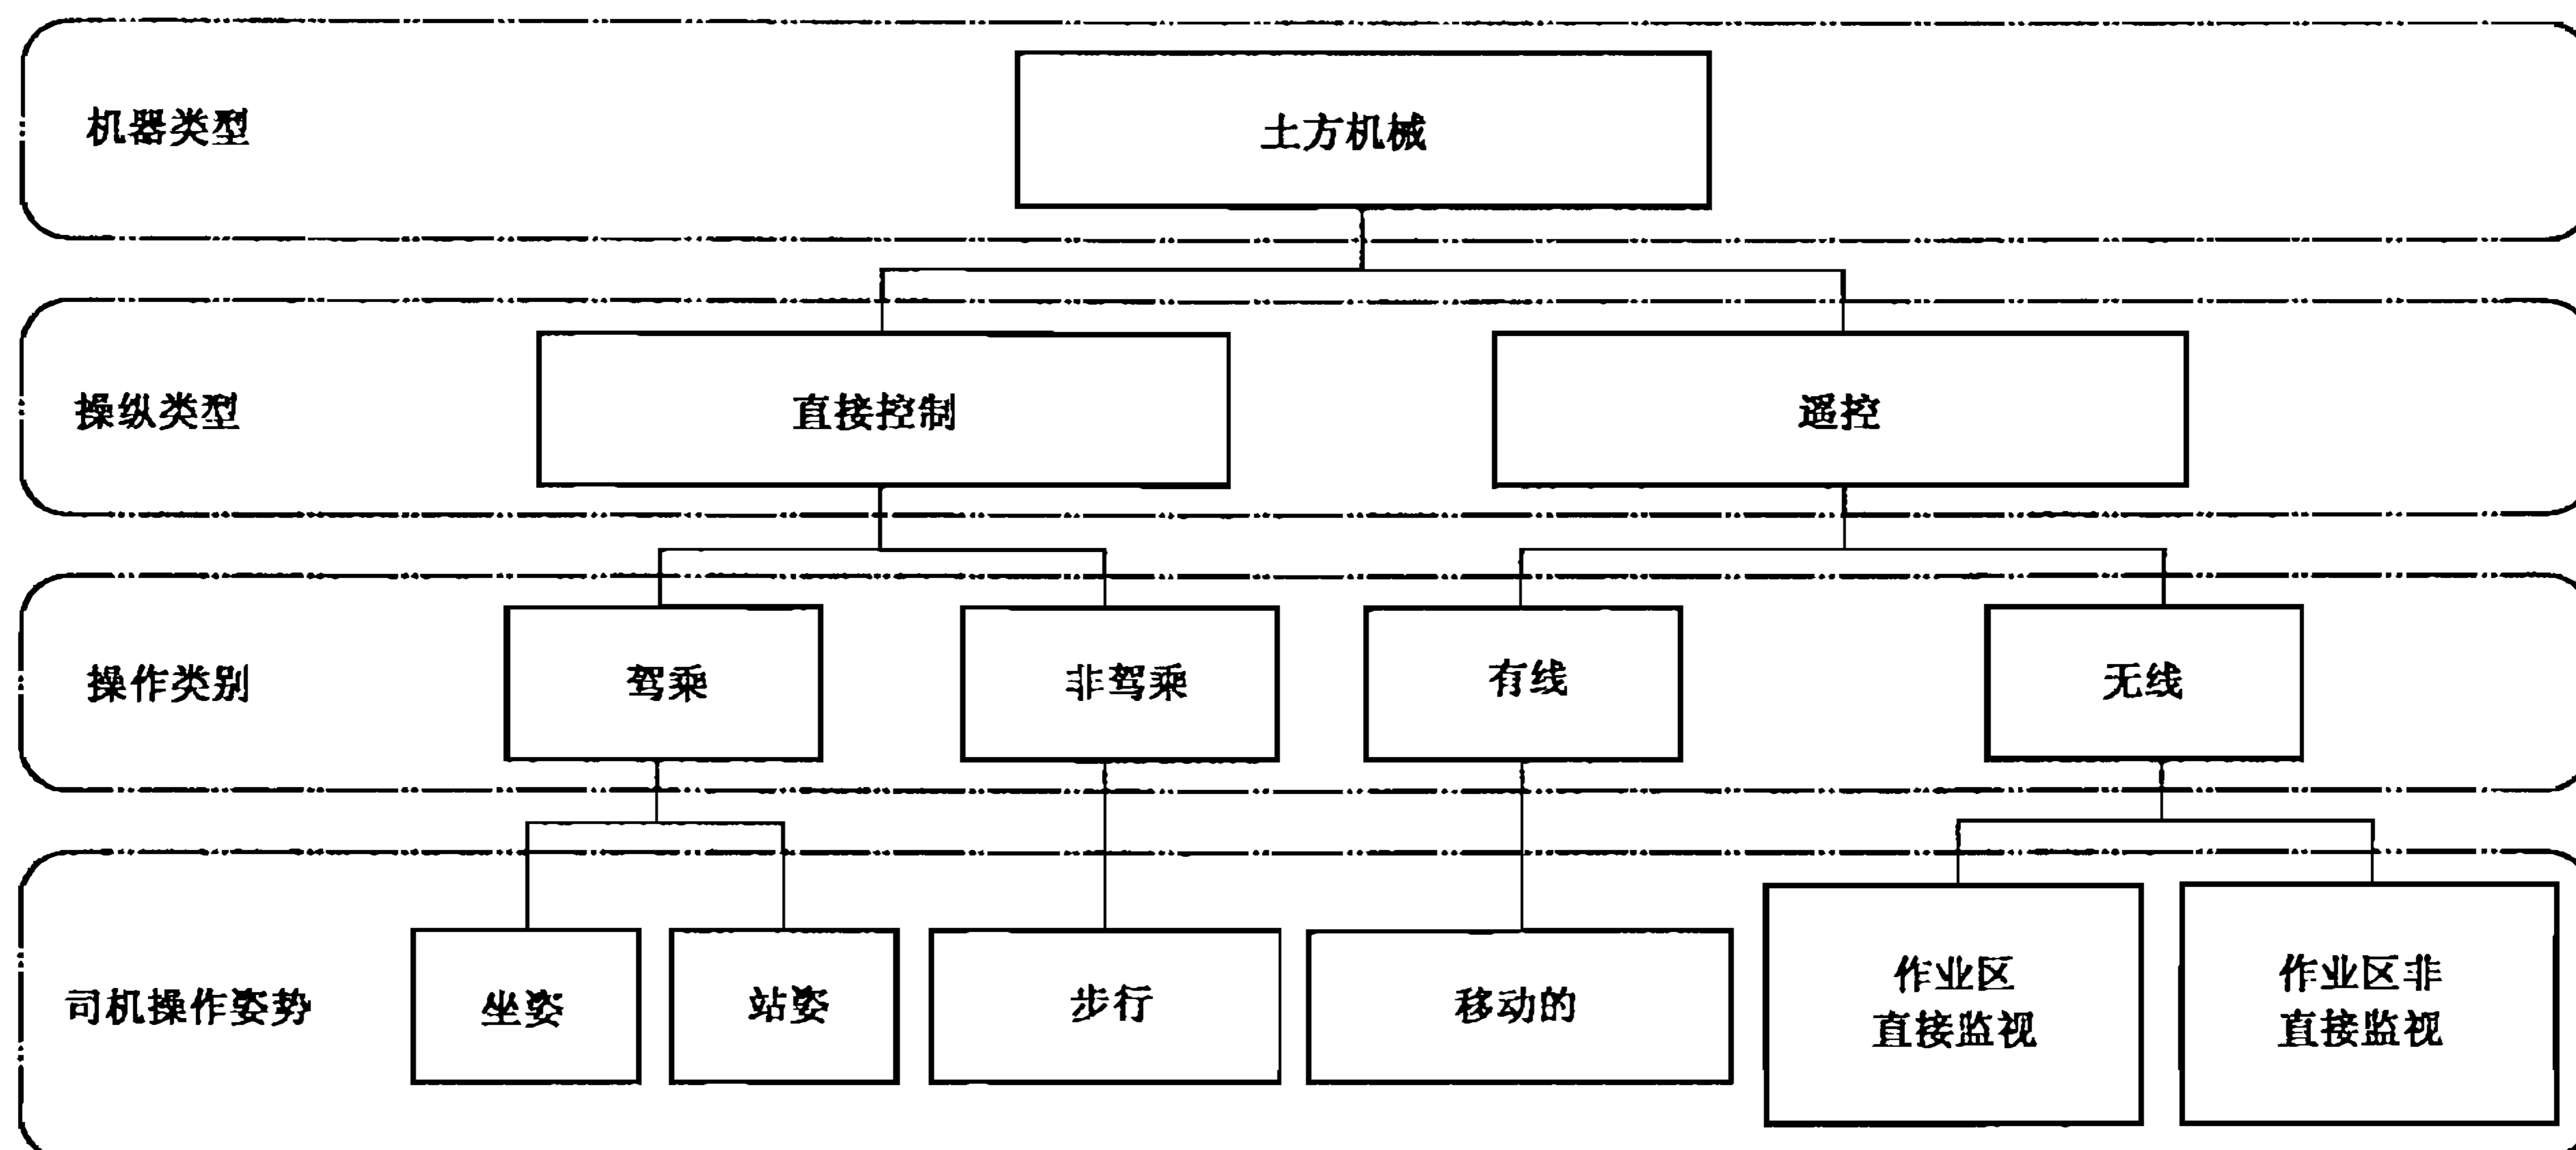 机器类型
土方机械
操纵类型
直接控制
遥控
操作类别
驾乘
非驾乘
有线
无线
司机操作姿势
坐姿
站姿
步行
移动的
作业区
直接监视
作业区非
直接监视